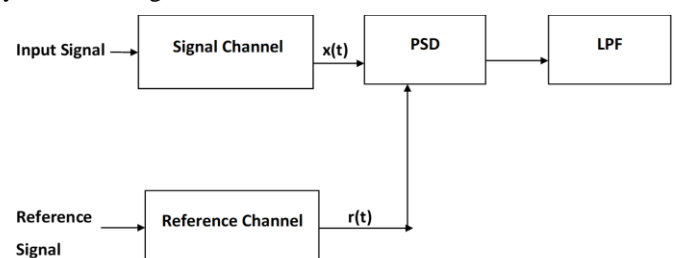 Input Signal
Signal Channel
x(t)
PSD
LPF
Reference
Signal
Reference Channel
r(t)